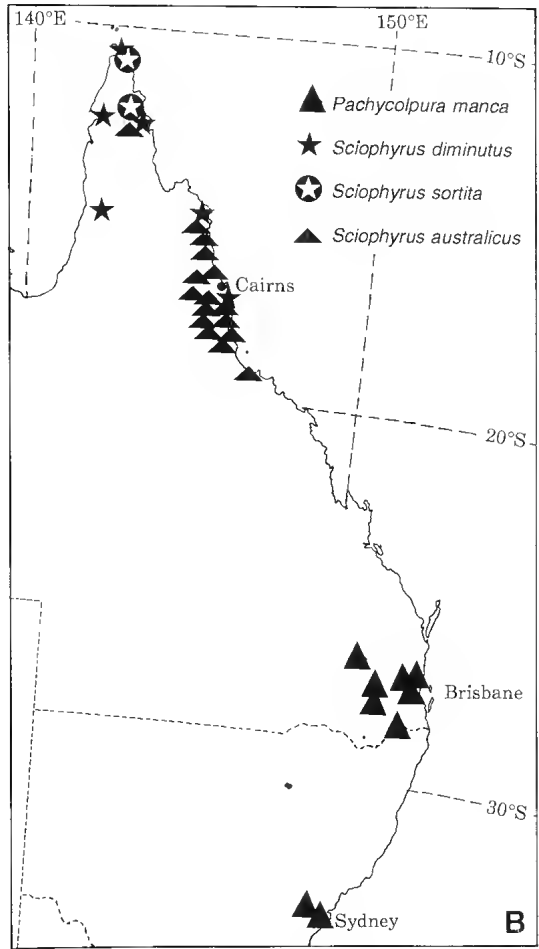 140°E
150°E
10°S
Pachycolpura manca
Sciophyrus diminutus
Sciophyrus sortita
Sciophyrus australicus
Cairns
20°S
Brisbane
30°S
Sydney
B